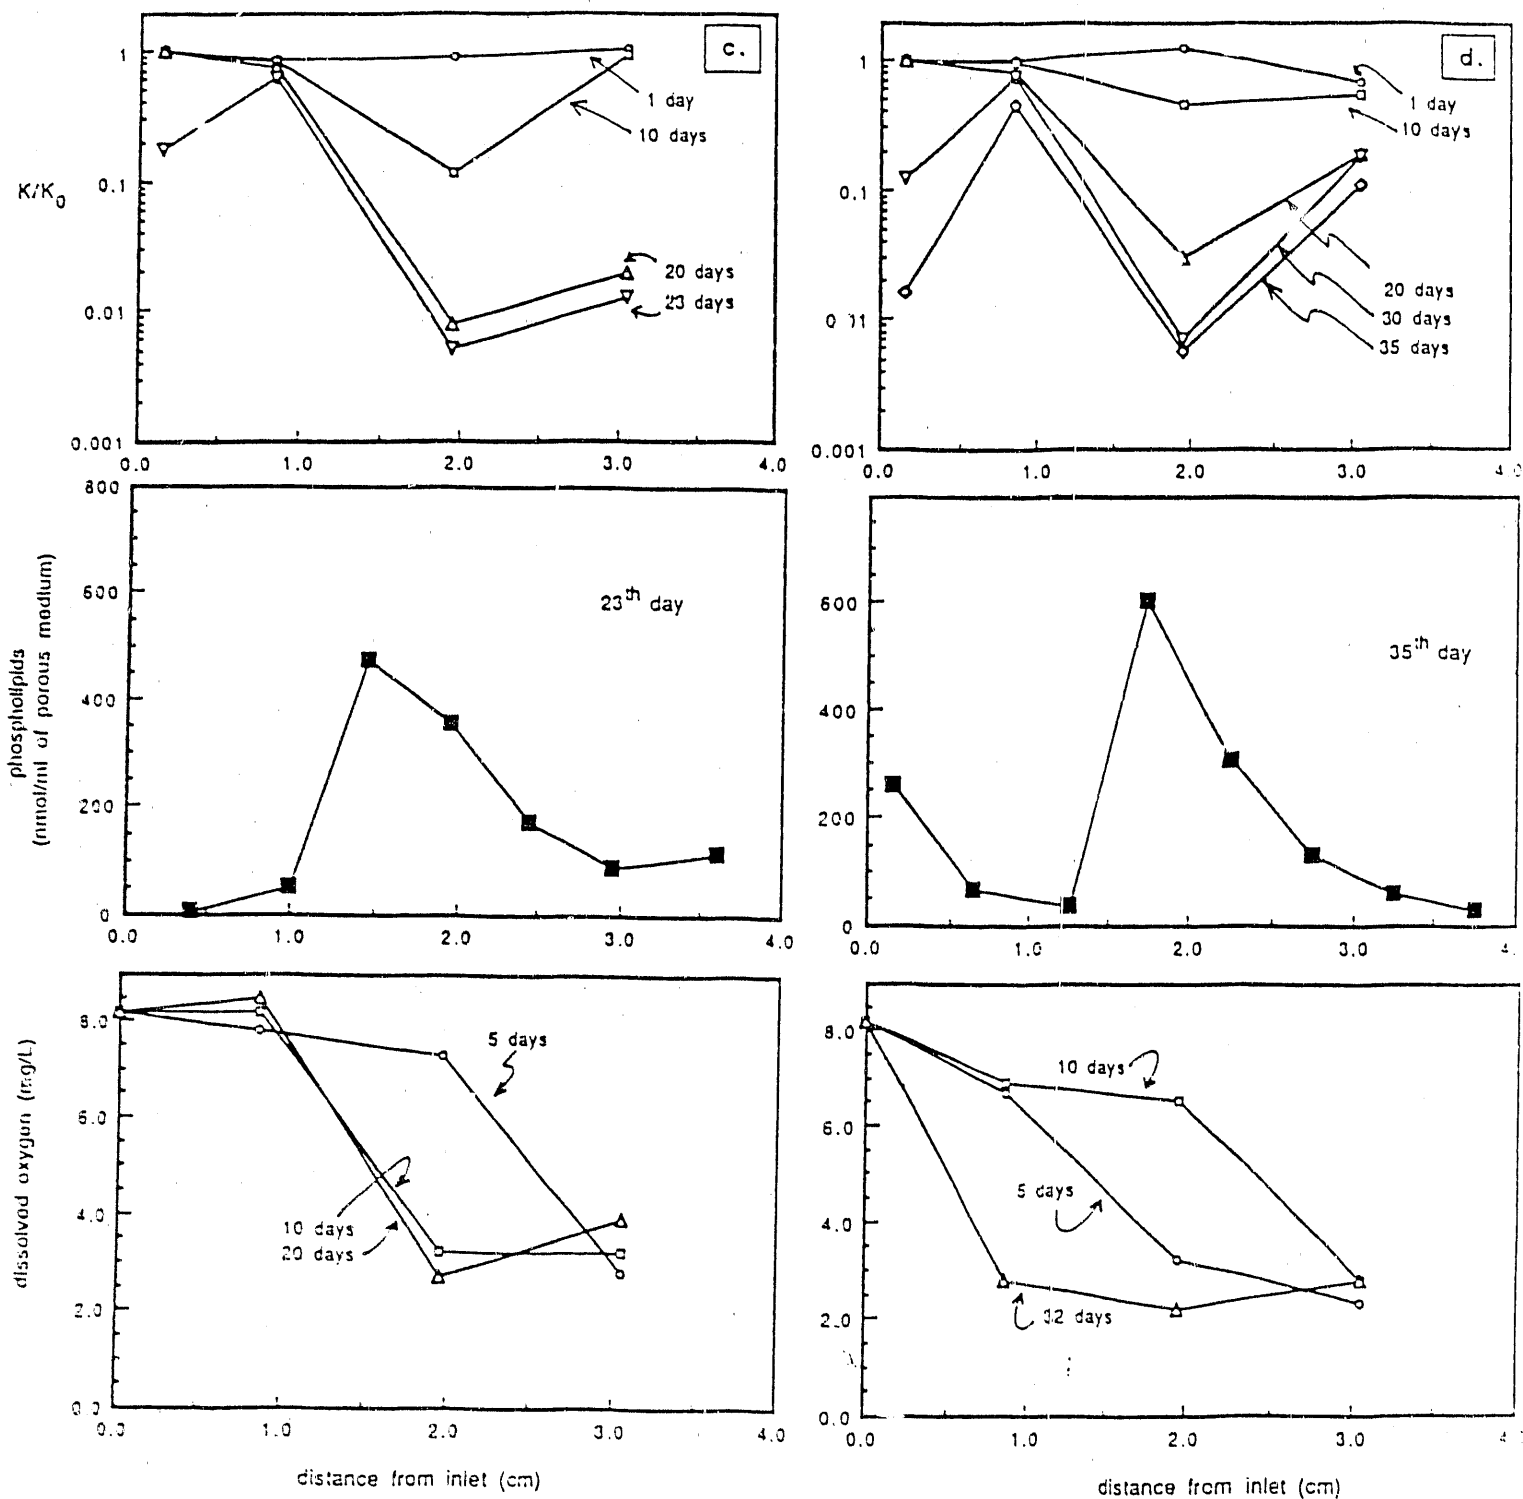 c.
1
0.1
0.01
0.001
K/K0
1 day
10 days
20 days
23 days
0.0 1.0 2.0 3.0 4.0
d.
1
0.1
0.001
1 day
10 days
20 days
30 days
35 days
0.0 1.0 2.0 3.0
800
600
400
200
0
phospholipids
(nmol/ml of porous medium)
23th day
0.0 1.0 2.0 3.0 4.0
600
400
200
0
35th day
0.0 1.0 2.0 3.0
8.0
6.0
4.0
2.0
dissolved oxygen (mg/L)
5 days
10 days
20 days
0.0 1.0 2.0 3.0 4.0
distance from inlet (cm)
8.0
6.0
4.0
2.0
0.0
10 days
5 days
32 days
0.0 1.0 2.0 3.0
distance from inlet (cm)